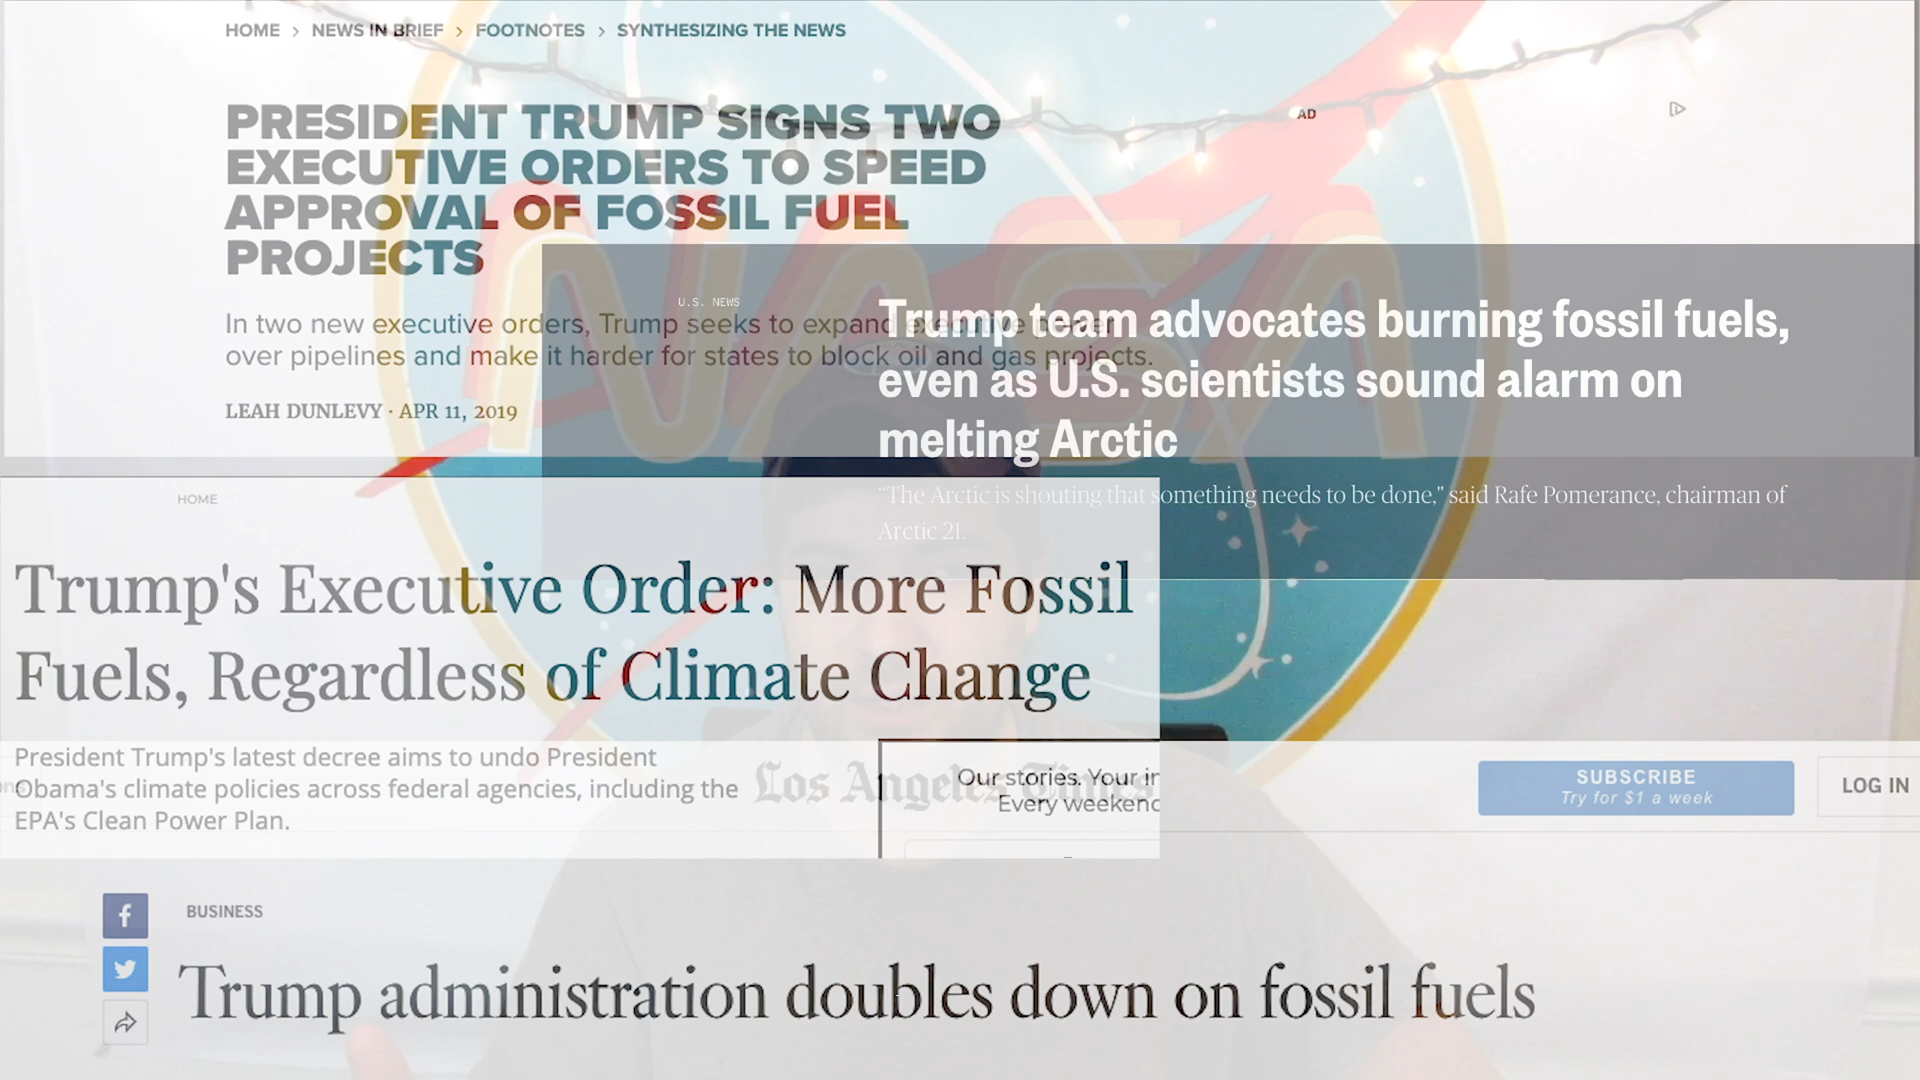 HOME > NEWS IN BRIEF > FOOTNOTES > SYNTHESIZING THE NEWS
PRESIDENT TRUMP SIGNS TWO
EXECUTIVE ORDERS TO SPEED
APPROVAL OF FOSSIL FUEL
PROJECTS
AD
In two new executive orders, Trump seeks to expand executive power
over pipelines and make it harder for states to block oil and gas projects.
LEAH DUNLEVY · APR 11, 2019
NASA
U.S. NEWS
Trump team advocates burning fossil fuels,
even as U.S. scientists sound alarm on
melting Arctic
“The Arctic is shouting that something needs to be done,” said Rafe Pomerance, chairman of
Arctic 21.
HOME
Trump's Executive Order: More Fossil
Fuels, Regardless of Climate Change
President Trump's latest decree aims to undo President
Obama's climate policies across federal agencies, including the
EPA's Clean Power Plan.
Our stories. Your in
Every weekend
Los Angeles Times
SUBSCRIBE
Try for $1 a week
LOG IN
BUSINESS
Trump administration doubles down on fossil fuels